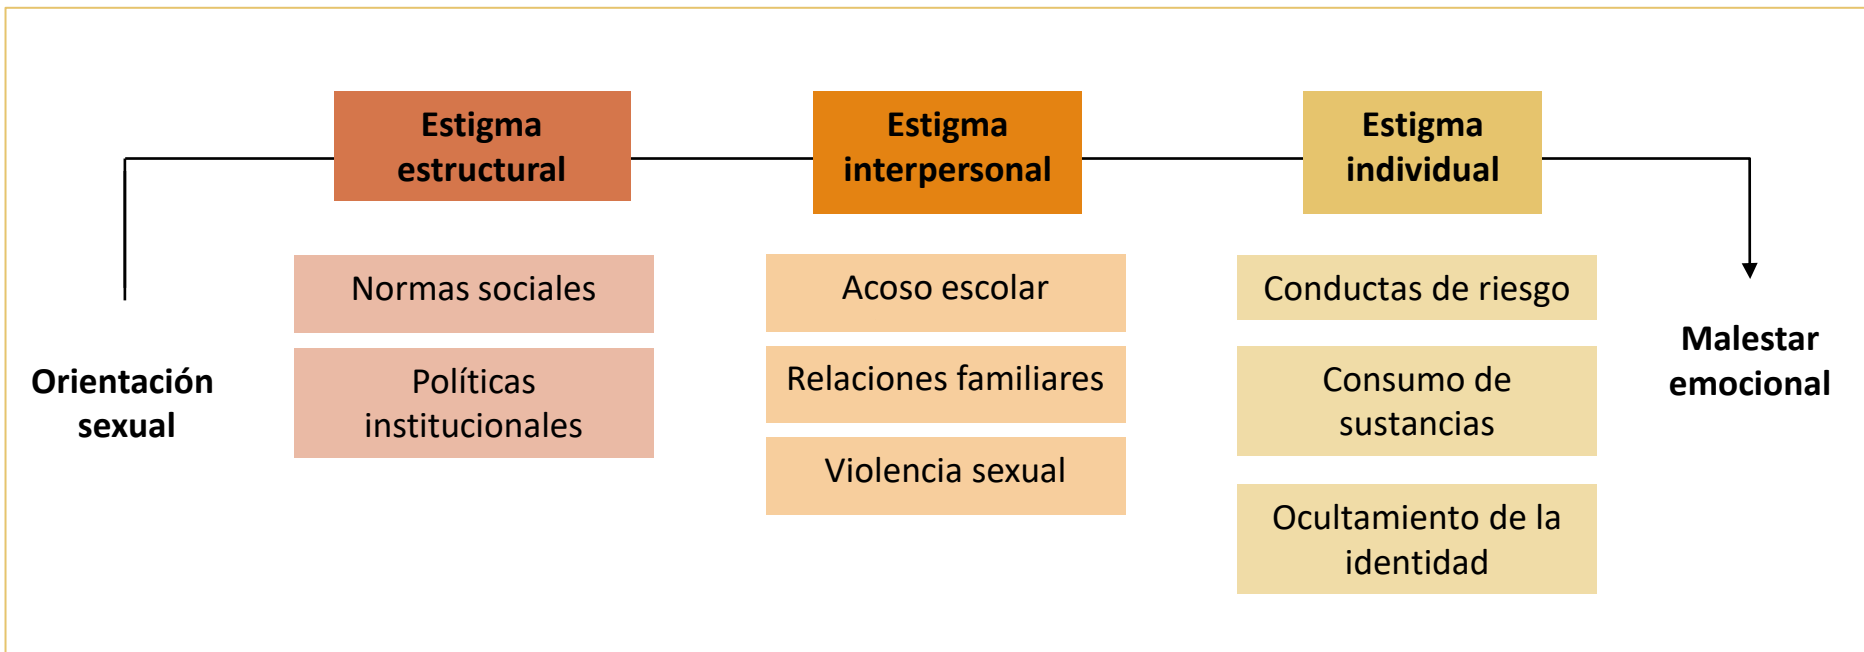 Orientación
sexual
Estigma
estructural
Normas sociales
Políticas
institucionales
Estigma
interpersonal
Acoso escolar
Relaciones familiares
Violencia sexual
Estigma
individual
Conductas de riesgo
Consumo de
sustancias
Ocultamiento de la
identidad
Malestar
emocional